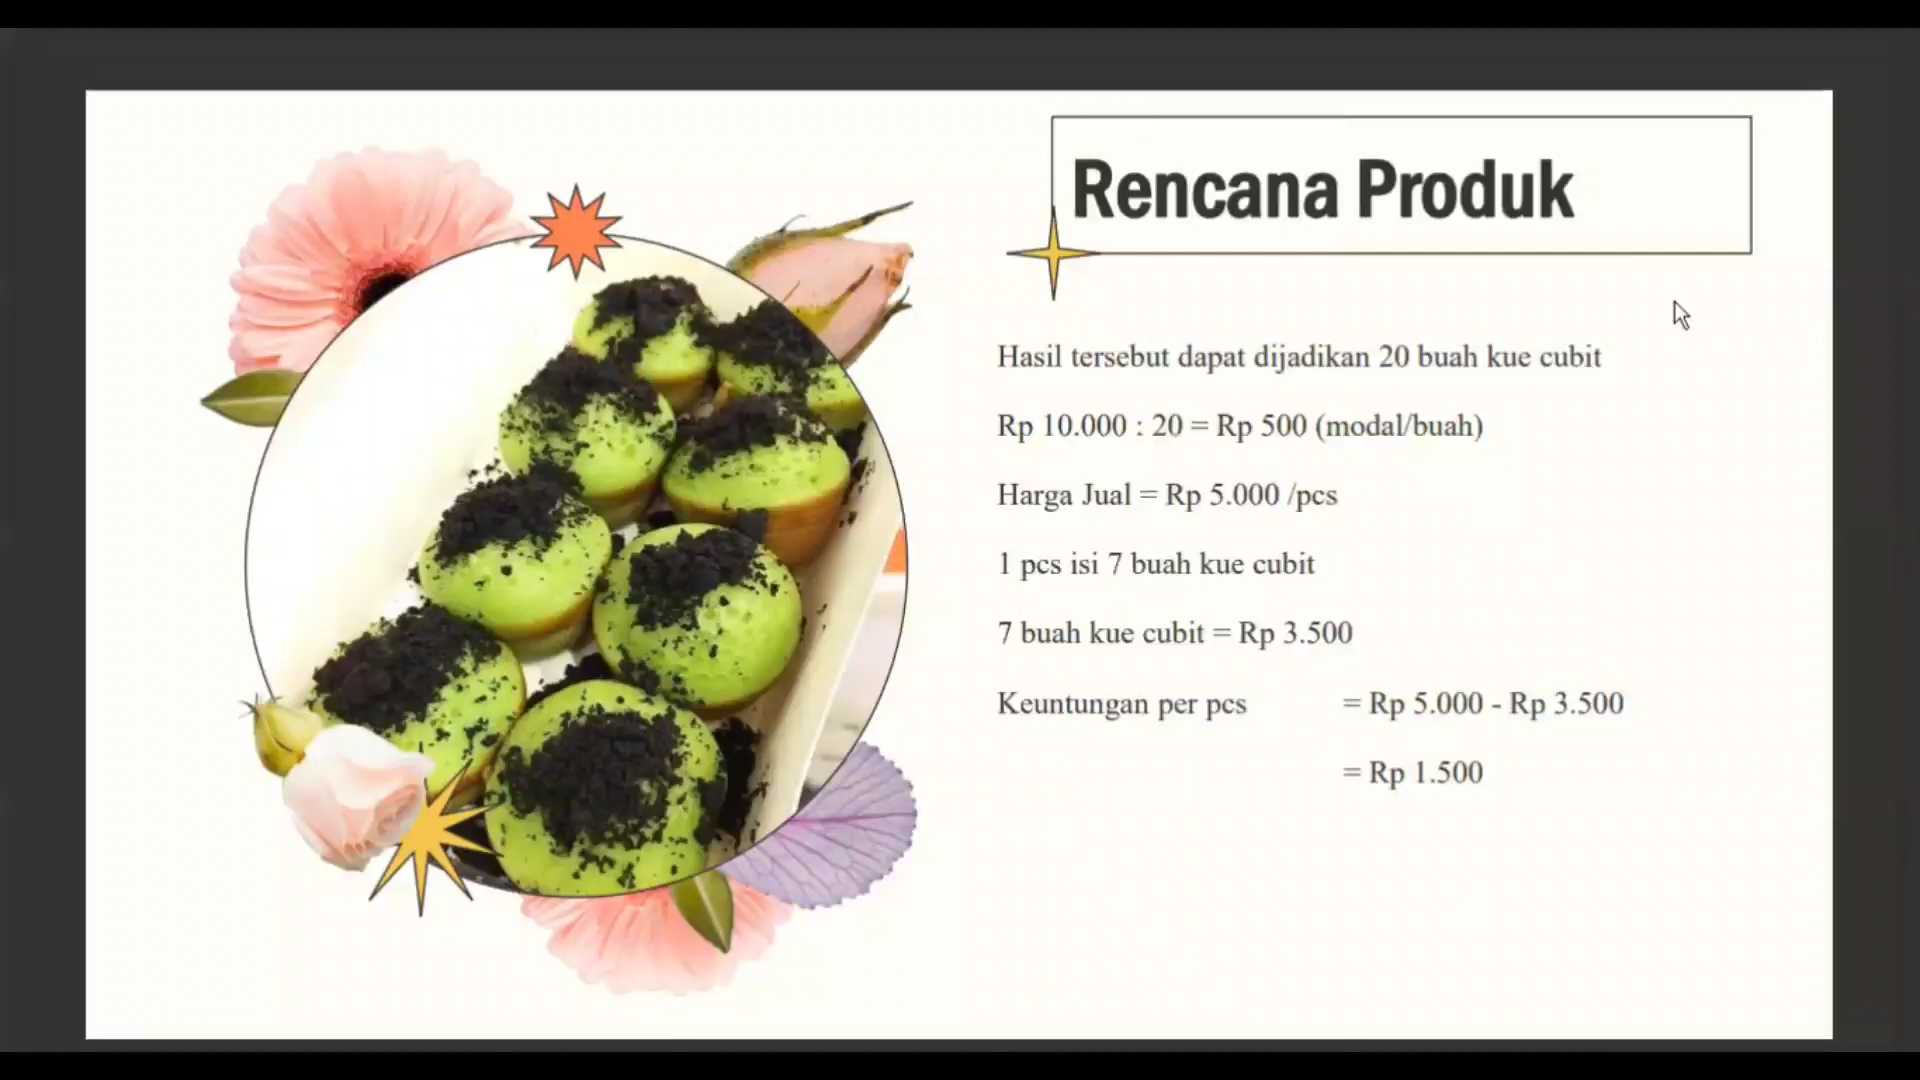 Rencana Produk
Hasil tersebut dapat dijadikan 20 buah kue cubit
Rp 10.000 : 20 = Rp 500 (modal/buah)
Harga Jual = Rp 5.000 /pcs
1 pcs isi 7 buah kue cubit
7 buah kue cubit = Rp 3.500
Keuntungan per pcs = Rp 5.000 - Rp 3.500
= Rp 1.500